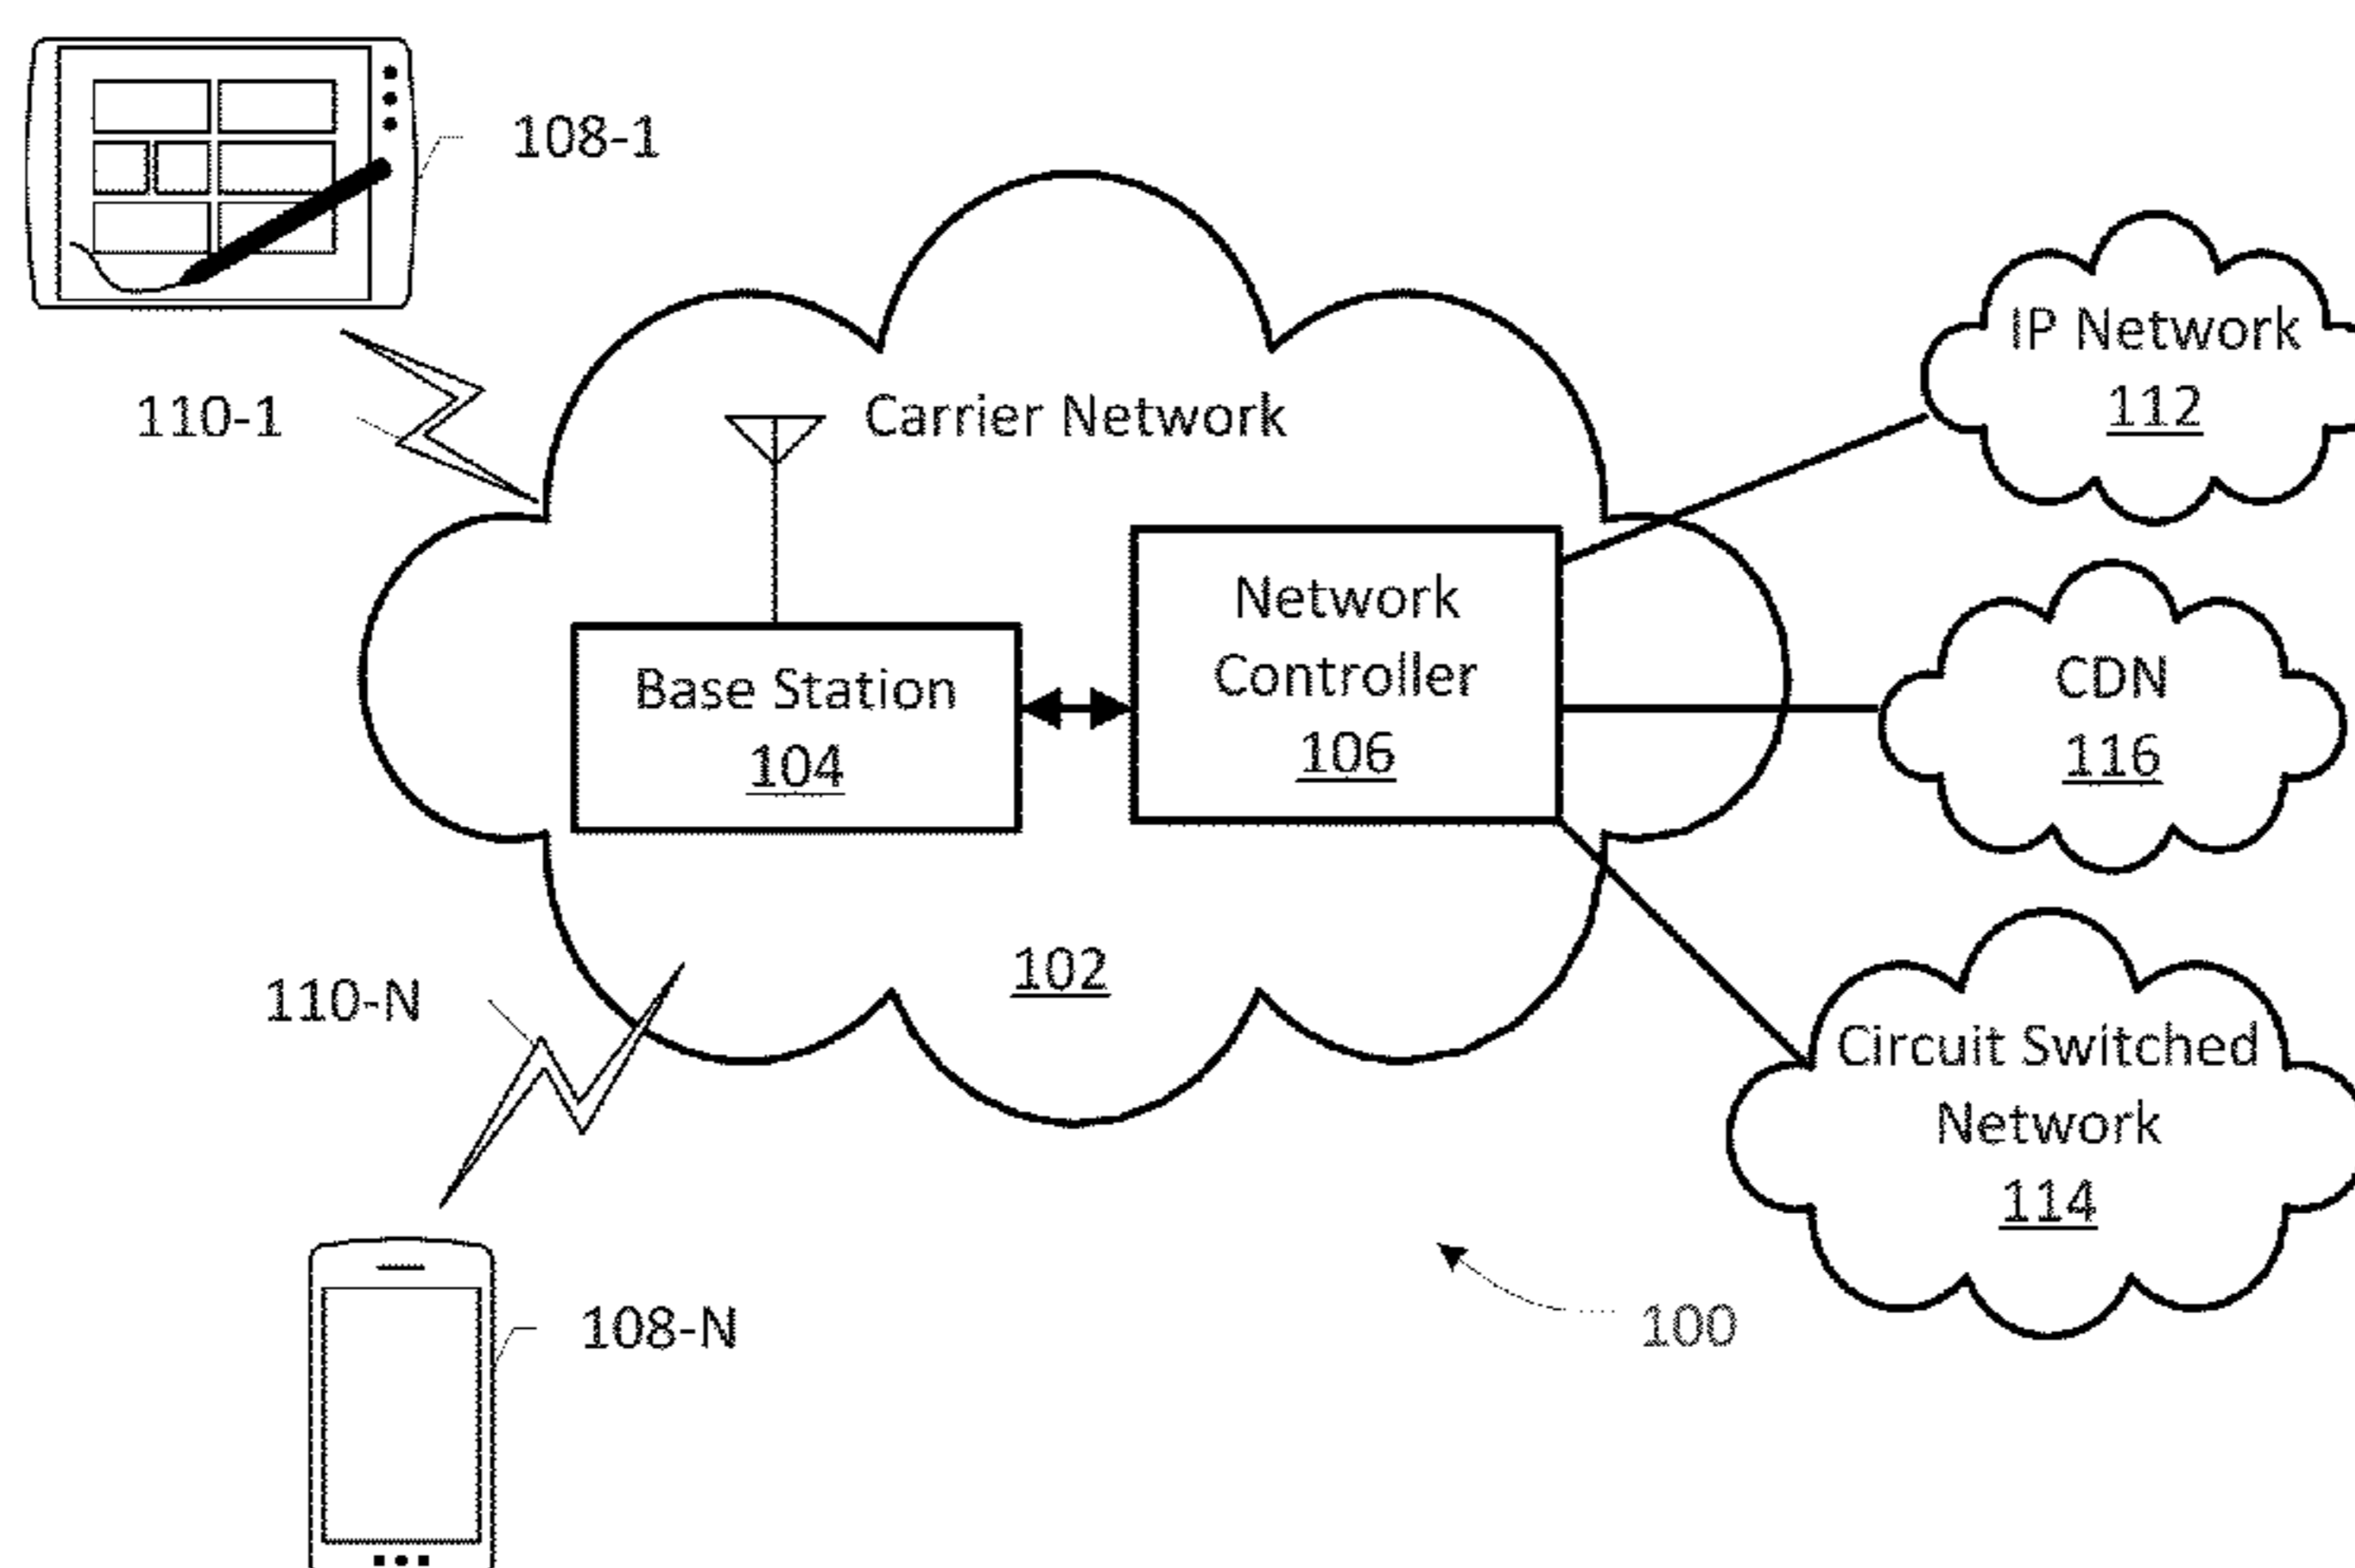 108-1
110-1
Carrier Network
IP Network
112
Network
Controller
106
Base Station
104
CDN
116
102
110-N
Circuit Switched
Network
114
108-N
100